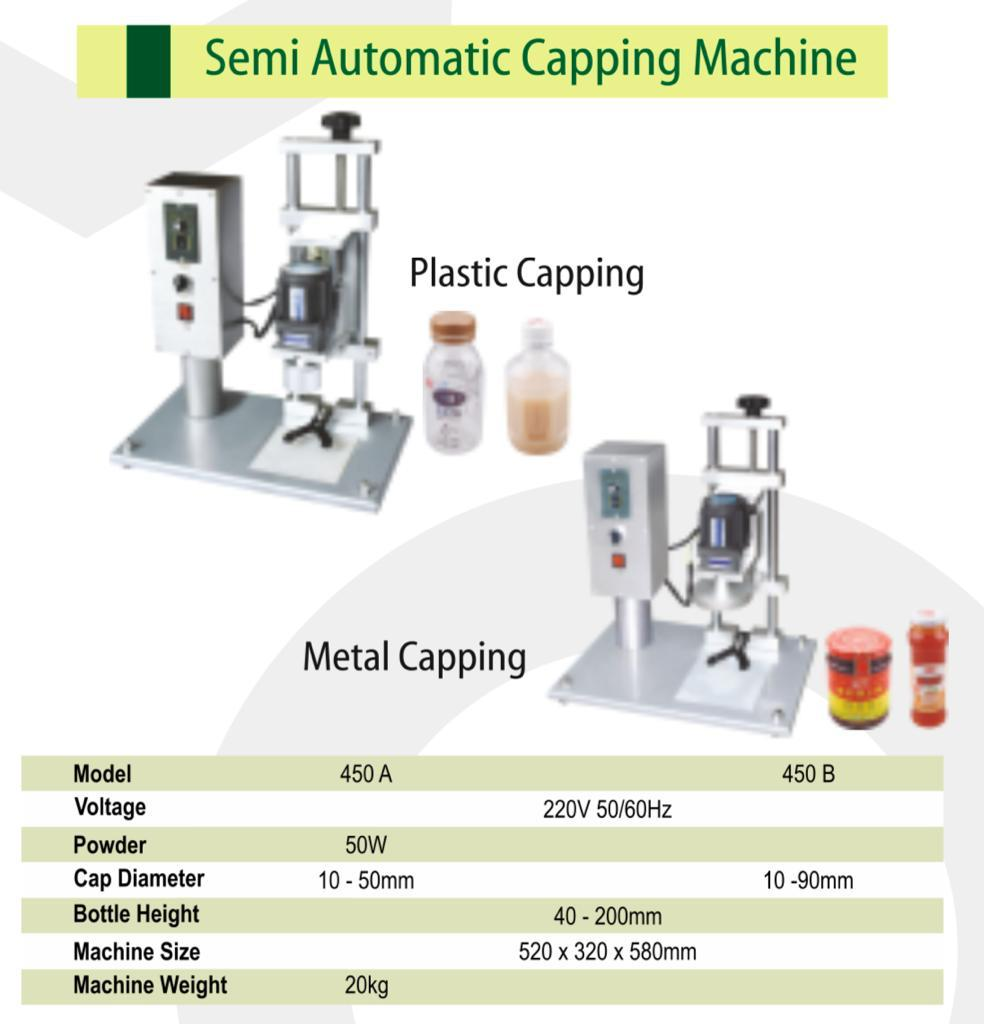 Semi Automatic Capping Machine
Plastic Capping
Metal Capping
Model 450 A 450 B
Voltage 220V 50/60Hz
Powder 50W
Cap Diameter 10 - 50mm 10 -90mm
Bottle Height 40 - 200mm
Machine Size 520 x 320 x 580mm
Machine Weight 20kg